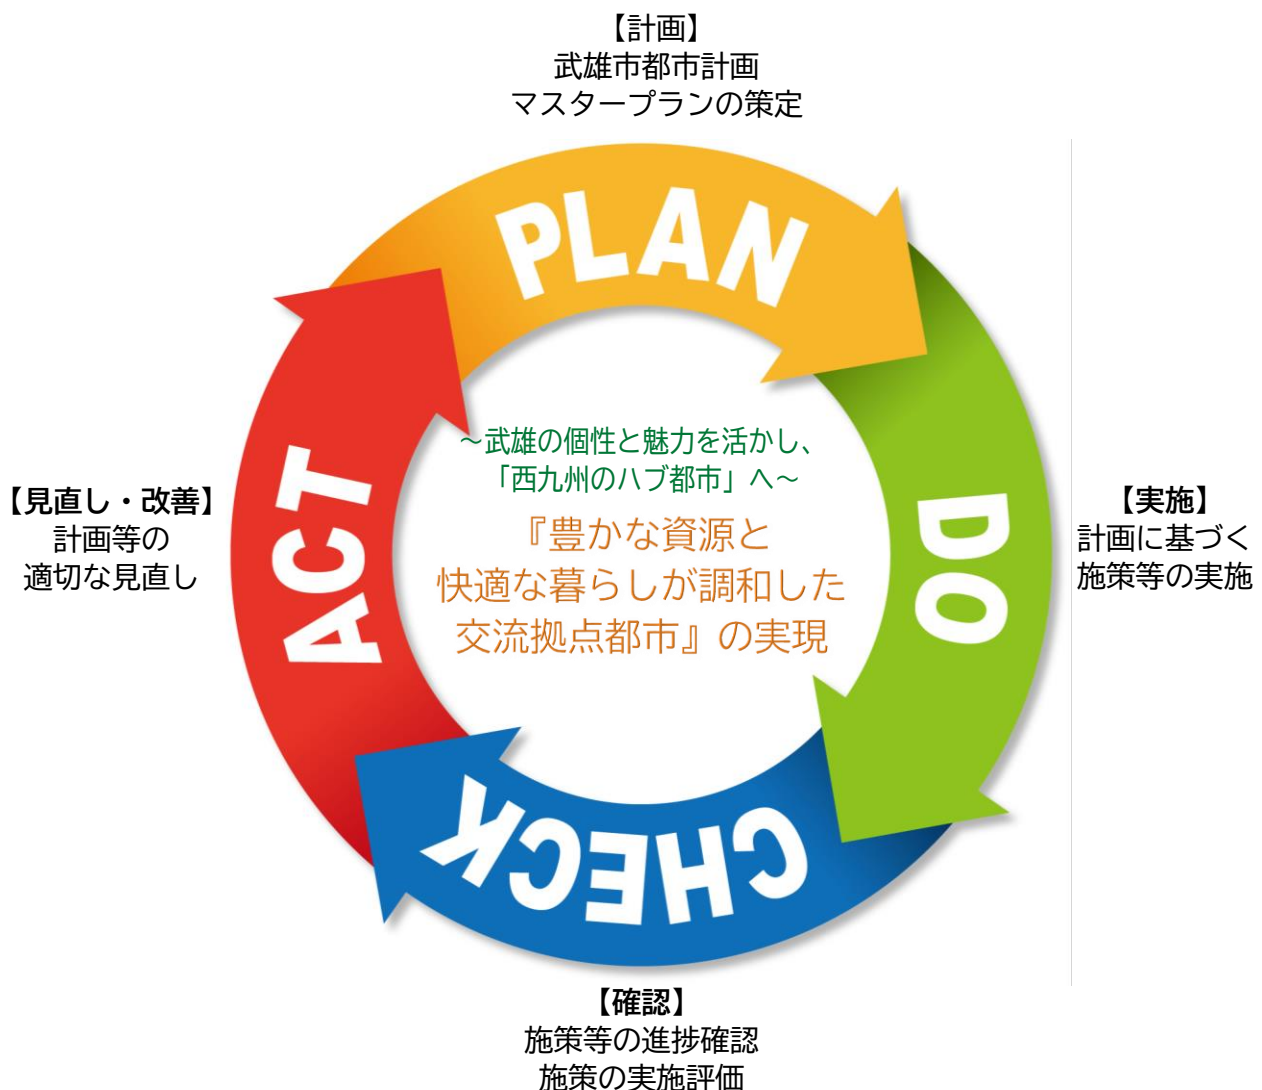 【計画】
武雄市都市計画
マスタープランの策定
PLAN
DO
CHECK
ACT
～武雄の個性と魅力を活かし、
「西九州のハブ都市」へ～
『豊かな資源と
快適な暮らしが調和した
交流拠点都市』の実現
【見直し・改善】
計画等の
適切な見直し
【実施】
計画に基づく
施策等の実施
【確認】
施策等の進捗確認
施策の実施評価